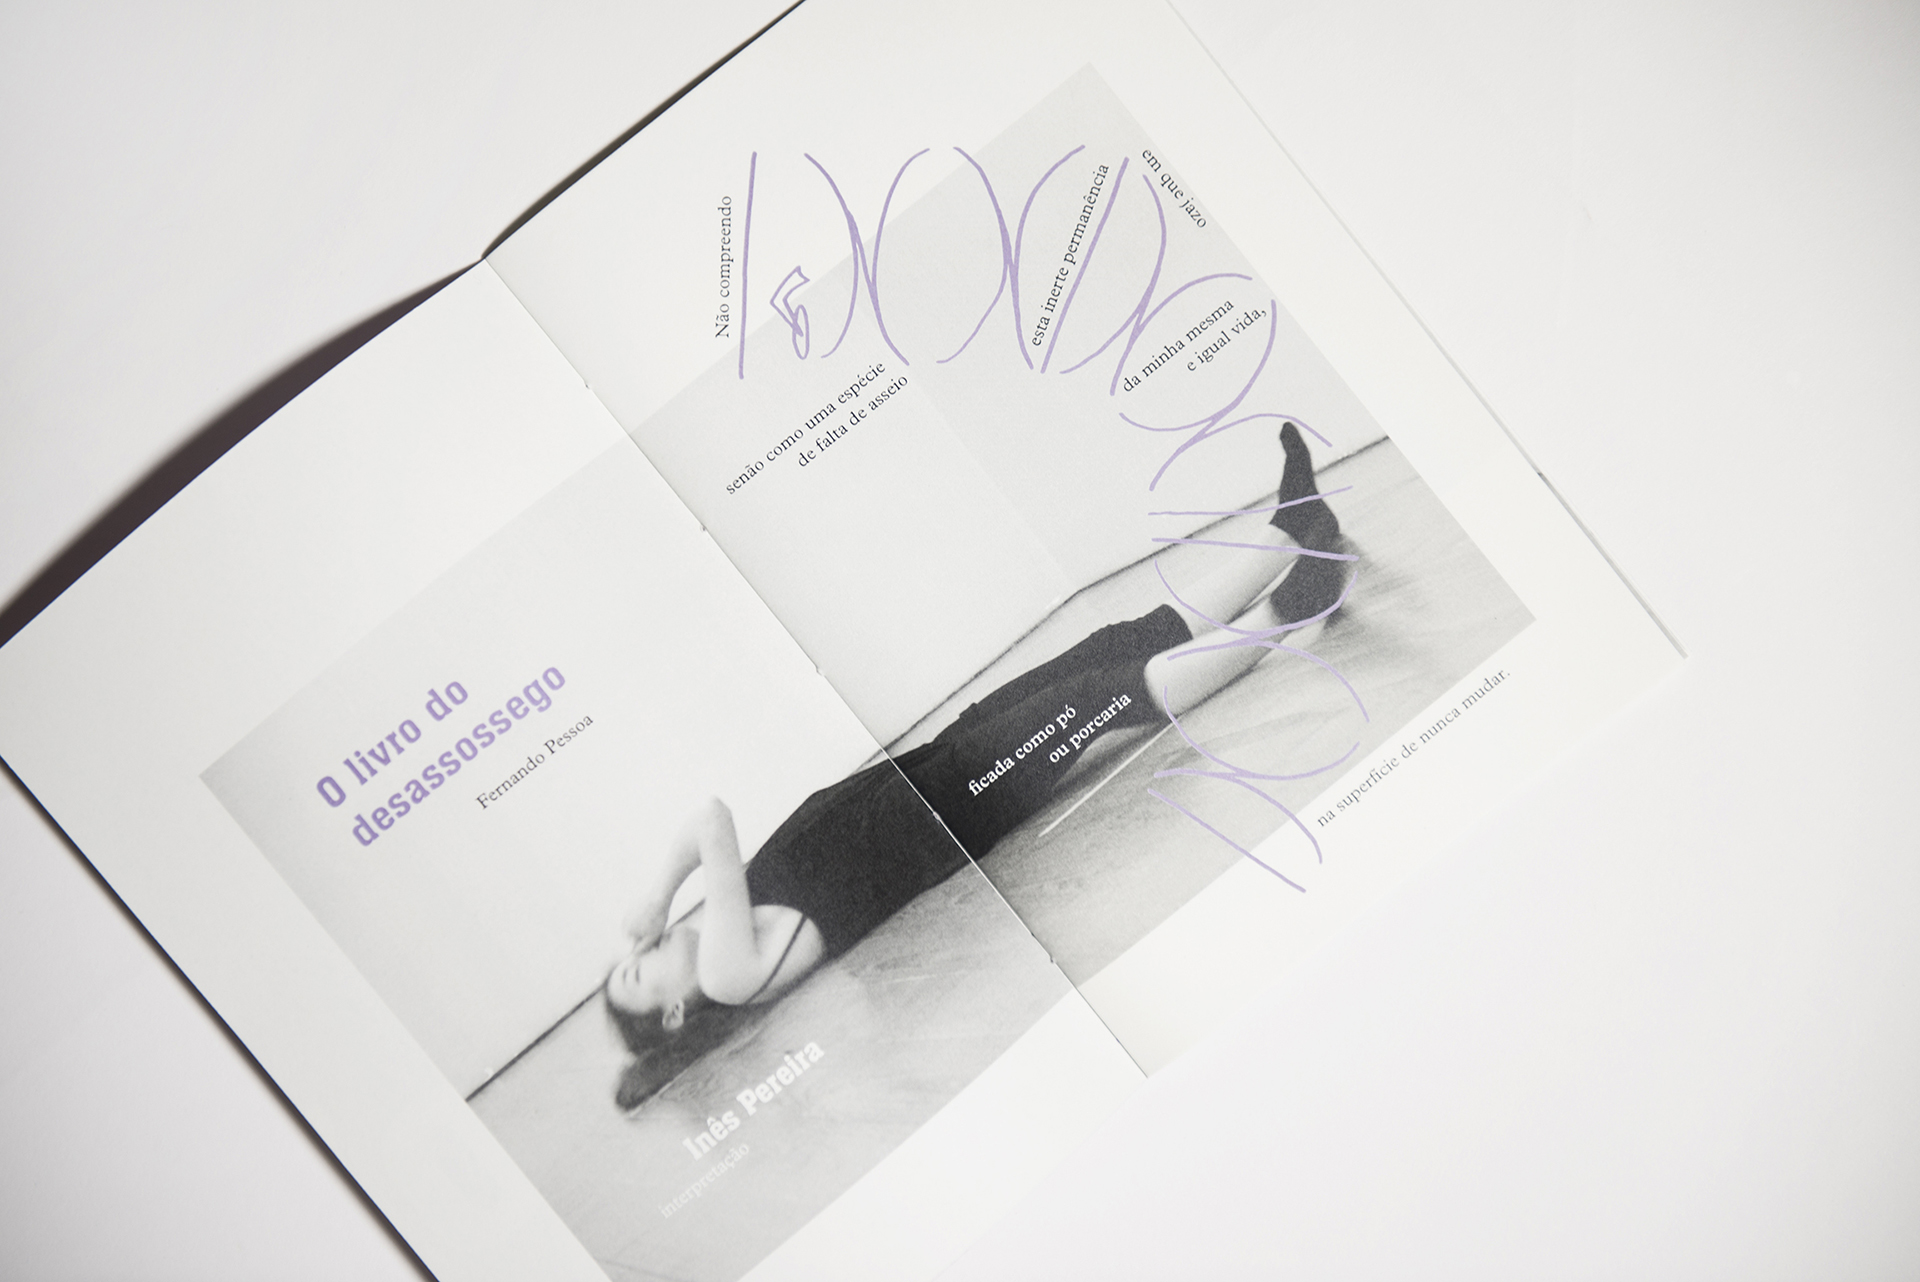 O livro do
desassossego
Fernando Pessoa
Inês Pereira
interpretação
Não compreendo
esta inerte permanência
em que jazo
da minha mesma
e igual vida,
senão como uma espécie
de falta de asseio
ficada como pó
ou porcaria
na superfície de nunca mudar.